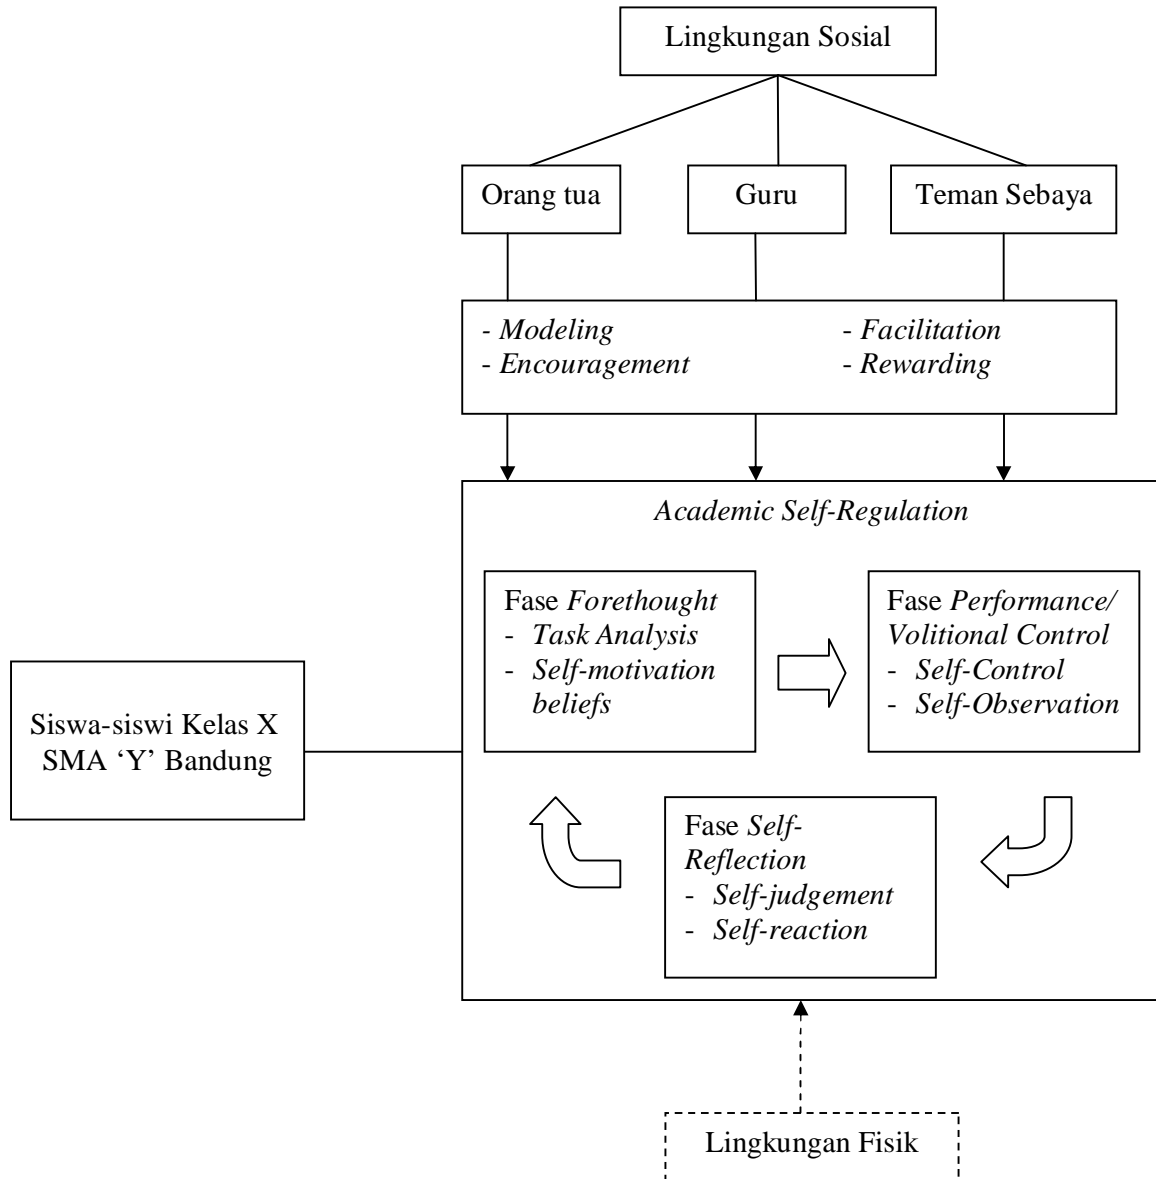 Lingkungan Sosial
Orang tua
Guru
Teman Sebaya
- Modeling
- Encouragement
- Facilitation
- Rewarding
Academic Self-Regulation
Fase Forethought
- Task Analysis
- Self-motivation
beliefs
Fase Performance/
Volitional Control
- Self-Control
- Self-Observation
Siswa-siswi Kelas X
SMA ‘Y’ Bandung
Fase Self-
Reflection
- Self-judgement
- Self-reaction
Lingkungan Fisik